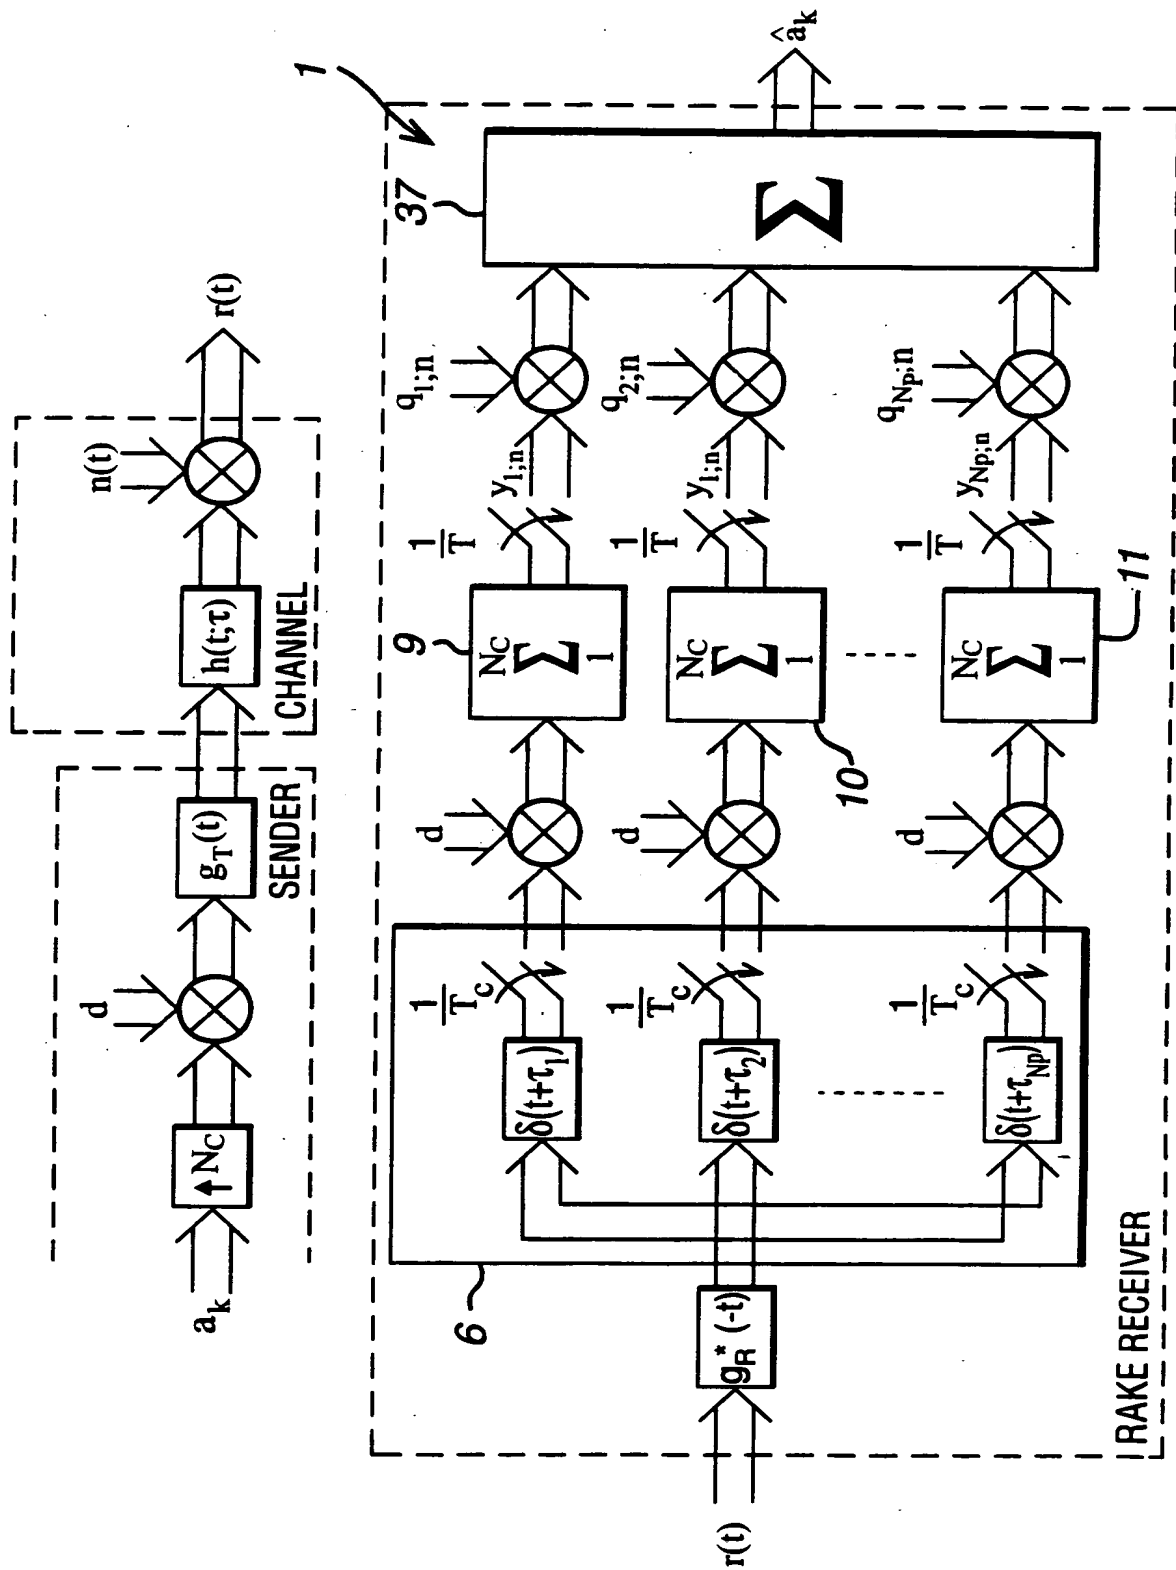 a_k
↑ N_C
d
g_T(t)
SENDER
h(t;τ)
n(t)
CHANNEL
r(t)
1
r(t)
g_R^*(-t)
6
δ(t+τ_1)
1/T_c
d
9
N_C
Σ
1
1/T
y_{1;n}
q_{1;n}
δ(t+τ_2)
1/T_c
d
10
N_C
Σ
1
1/T
y_{1;n}
q_{2;n}
δ(t+τ_{Np})
1/T_c
d
11
N_C
Σ
1
1/T
y_{Np;n}
q_{Np;n}
37
Σ
â_k
RAKE RECEIVER